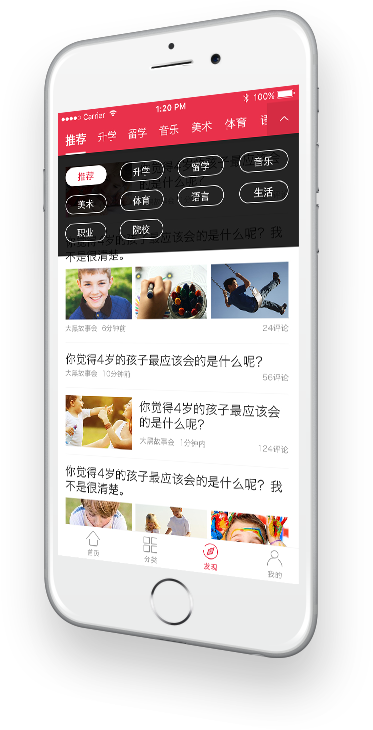 Carrier
1:20 PM
100%
推荐 升学 留学 音乐 美术 体育
推荐 升学 留学 音乐
美术 体育 语言 生活
职业 院校
你觉得4岁的孩子最应该会的是什么呢？我
不是很清楚。
大黑故事会 6分钟前
24评论
你觉得4岁的孩子最应该会的是什么呢？
大黑故事会 10分钟前
56评论
你觉得4岁的孩子最应该会
的是什么呢？
大黑故事会 1分钟内
124评论
你觉得4岁的孩子最应该会的是什么呢？我
不是很清楚。
首页 分类 发现 我的